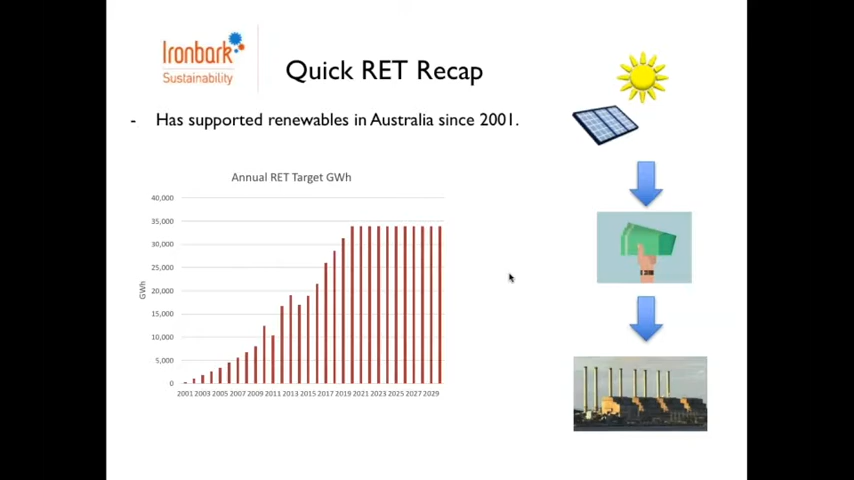 Ironbark
Sustainability
Quick RET Recap
- Has supported renewables in Australia since 2001.
Annual RET Target GWh
40,000
35,000
30,000
25,000
20,000
15,000
10,000
5,000
0
GWh
2001 2003 2005 2007 2009 2011 2013 2015 2017 2019 2021 2023 2025 2027 2029